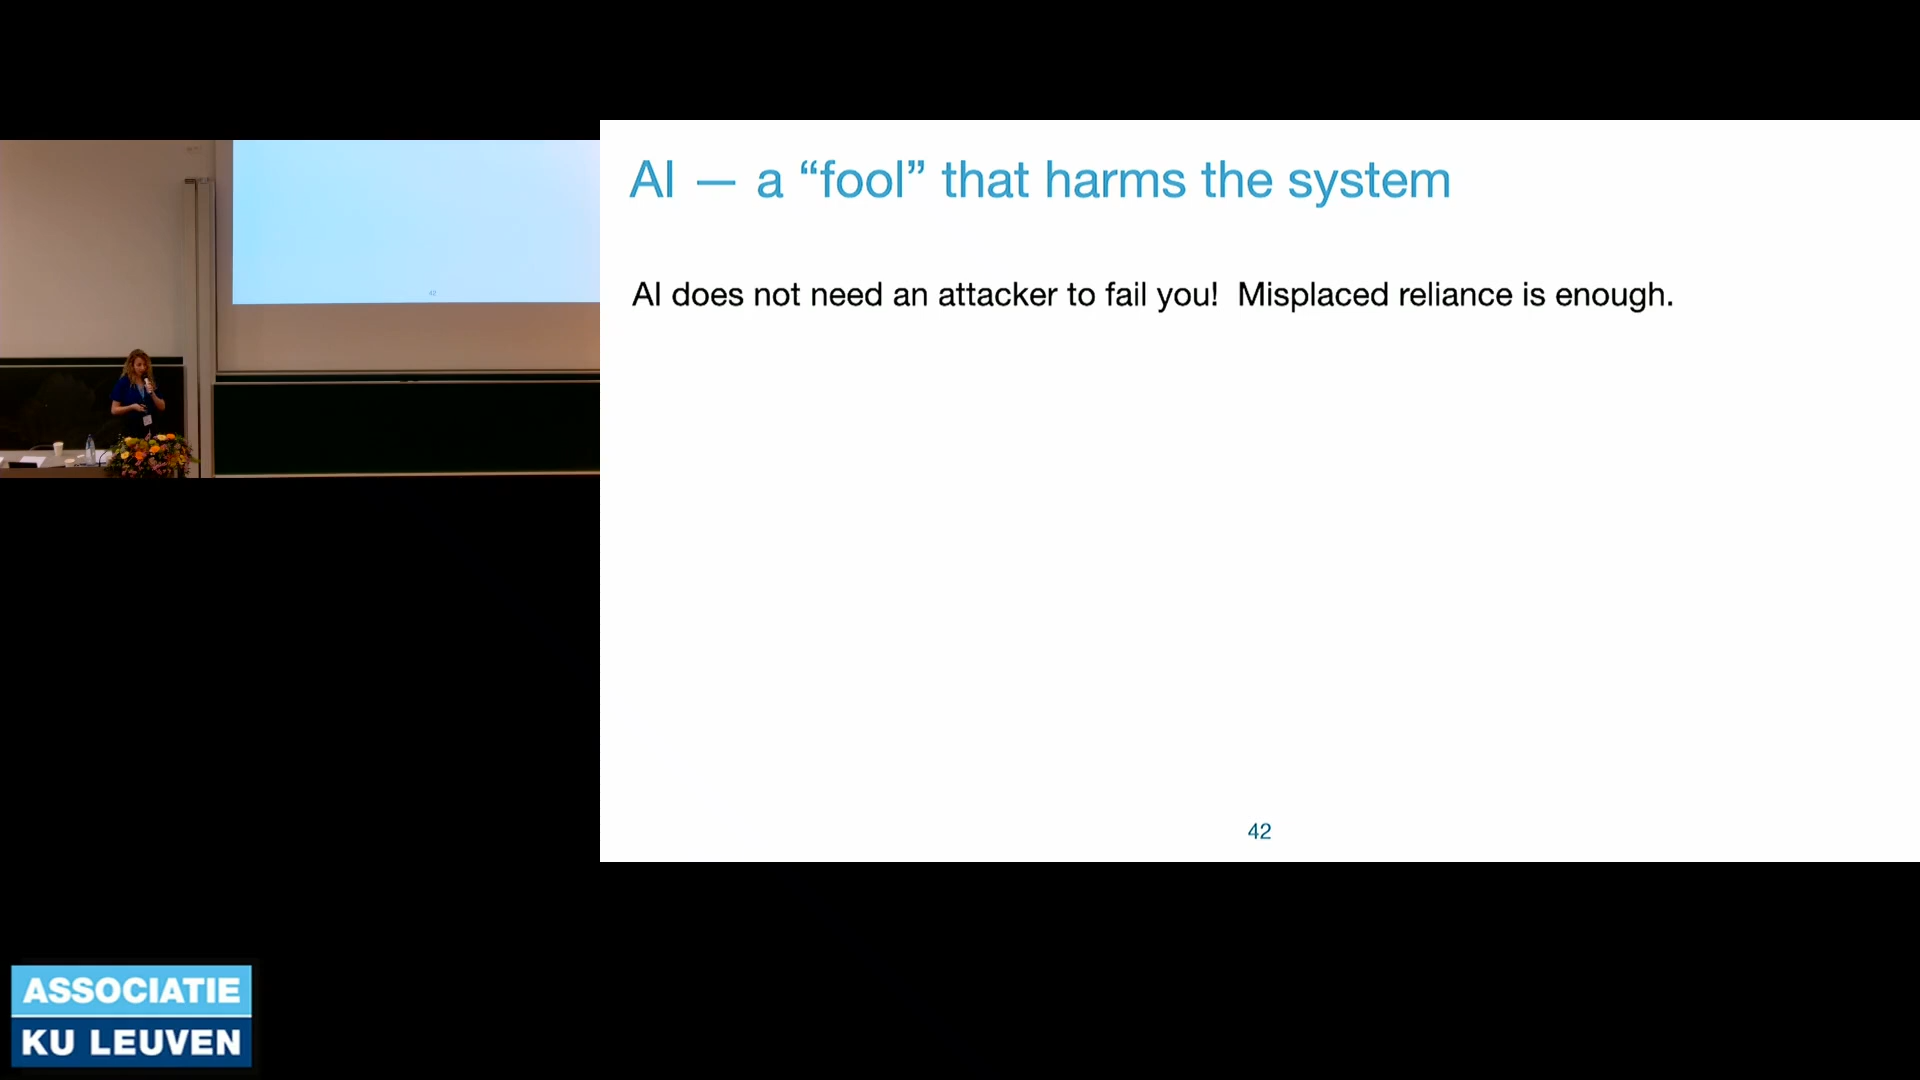 AI — a “fool” that harms the system
AI does not need an attacker to fail you!  Misplaced reliance is enough.
42
42
ASSOCIATIE
KU LEUVEN